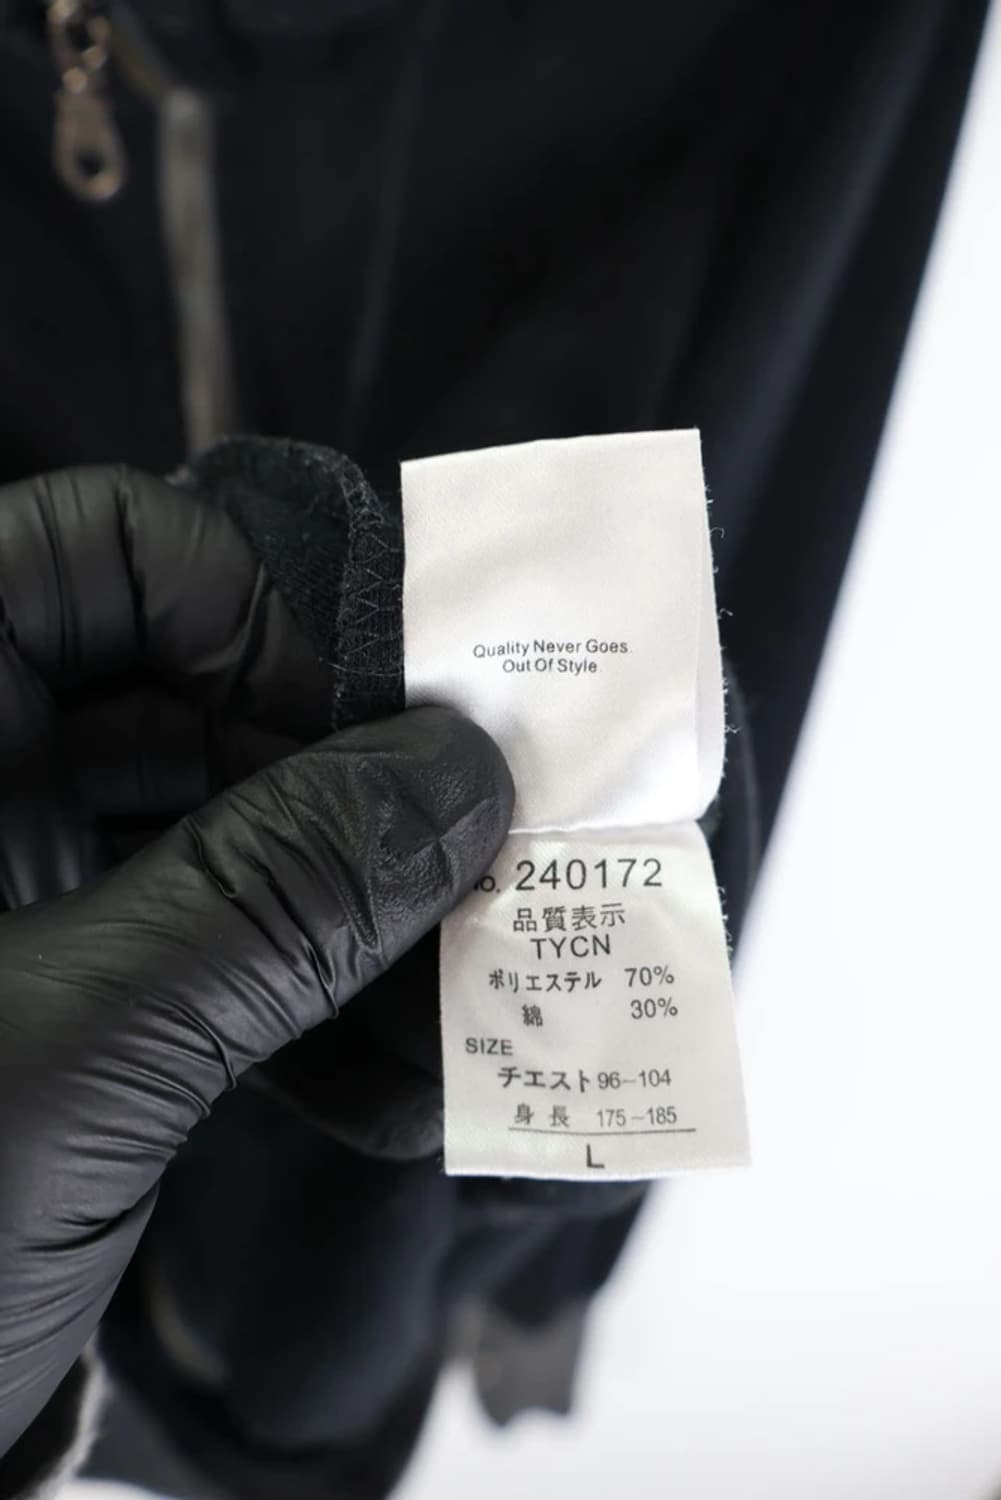 Quality Never Goes.
Out Of Style
No. 240172
品質表示
TYCN
ポリエステル 70%
綿 30%
SIZE
チエスト 96-104
身長 175-185
L